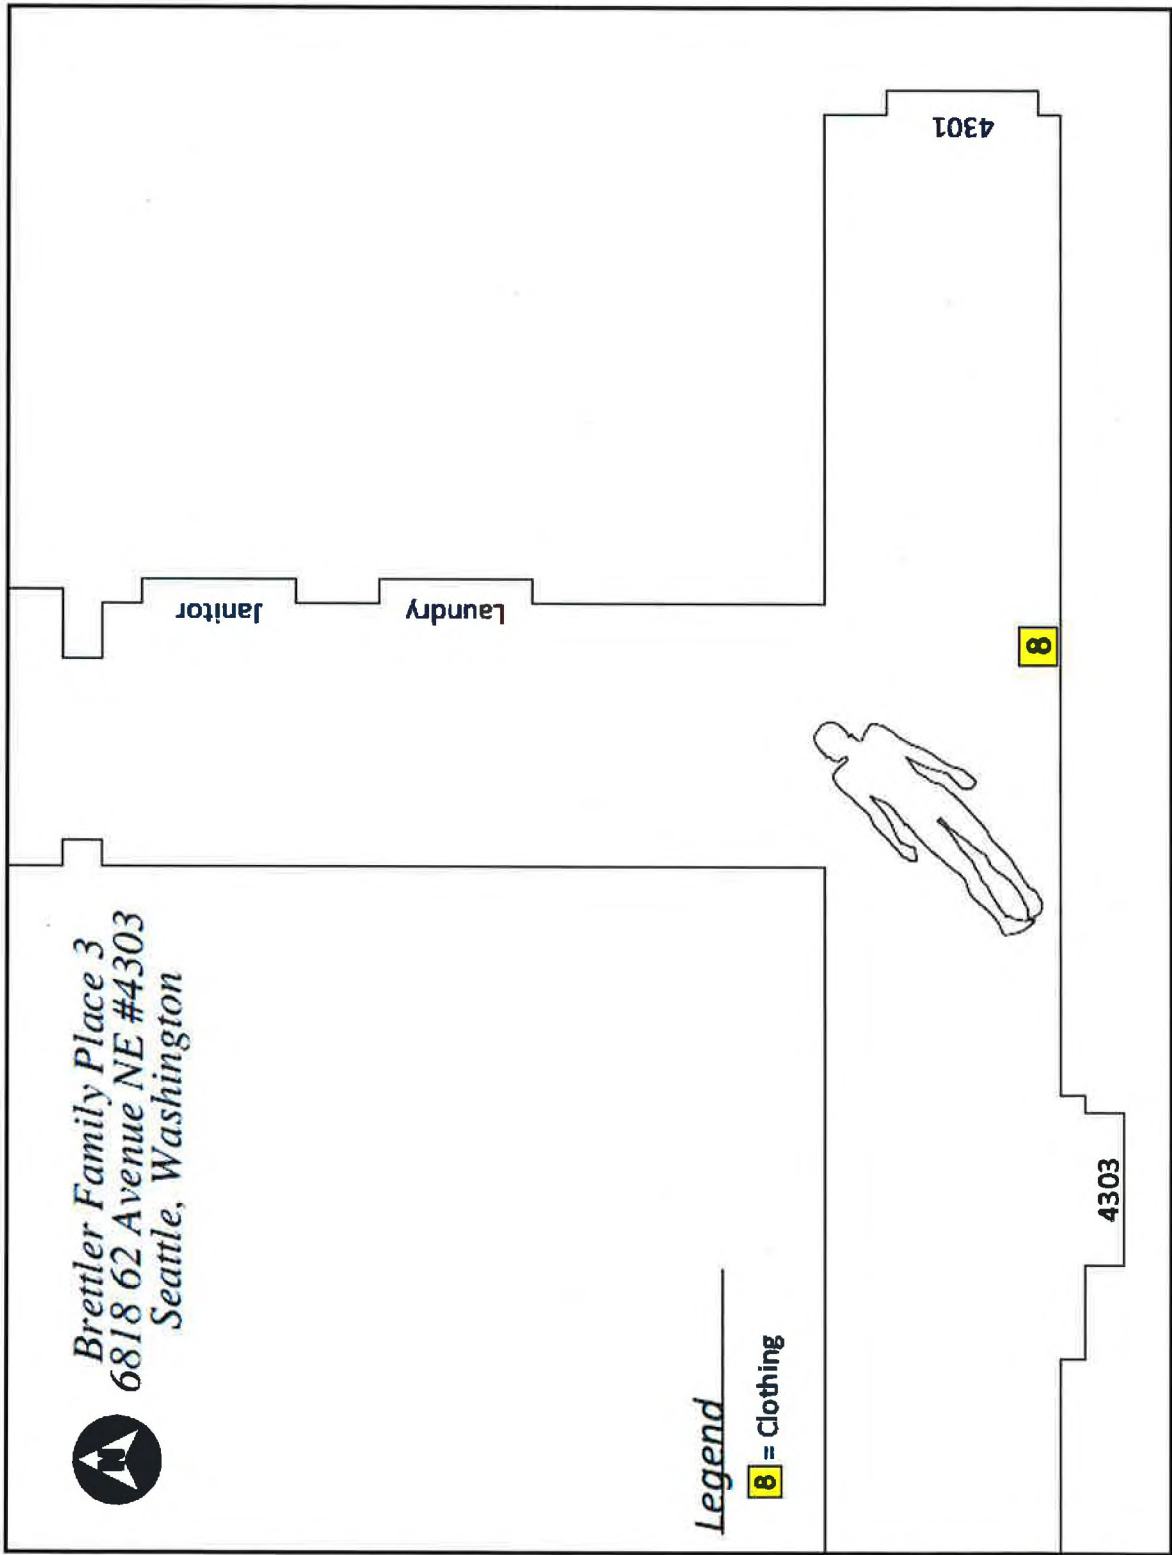 N
Brettler Family Place 3
6818 62 Avenue NE #4303
Seattle, Washington
Janitor
Laundry
4301
8
Legend
8 = Clothing
4303